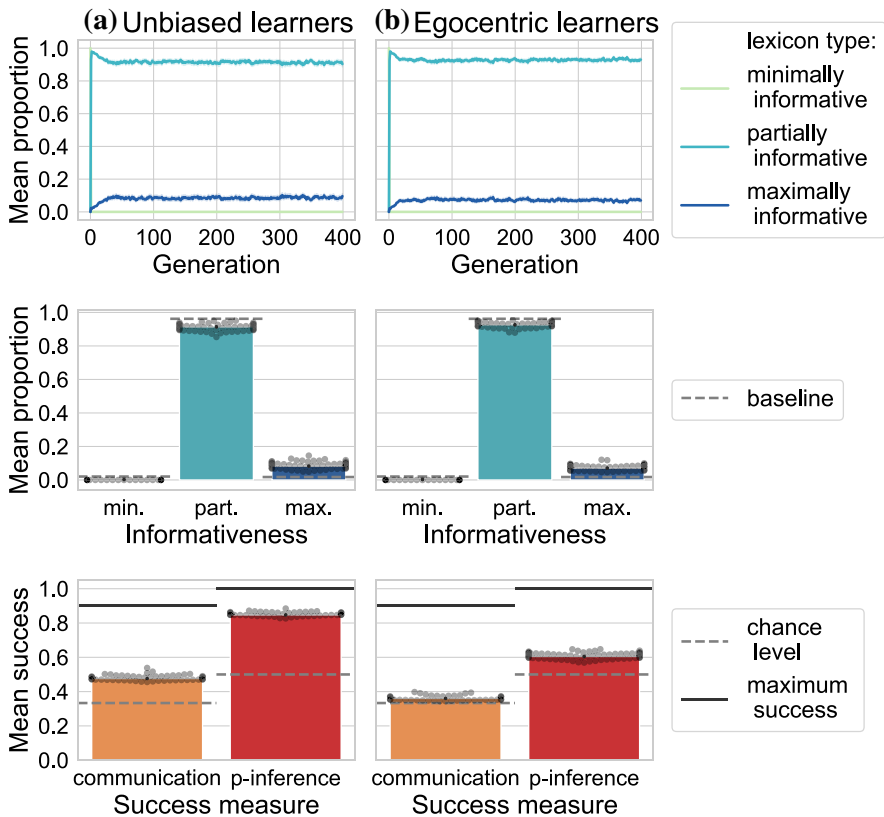 (a) Unbiased learners
(b) Egocentric learners
Mean proportion
1.0
0.8
0.6
0.4
0.2
0.0
0 100 200 300 400
Generation
0 100 200 300 400
Generation
lexicon type:
minimally
informative
partially
informative
maximally
informative
Mean proportion
1.0
0.8
0.6
0.4
0.2
0.0
min. part. max.
Informativeness
min. part. max.
Informativeness
baseline
Mean success
1.0
0.8
0.6
0.4
0.2
0.0
communication p-inference
Success measure
communication p-inference
Success measure
chance
level
maximum
success